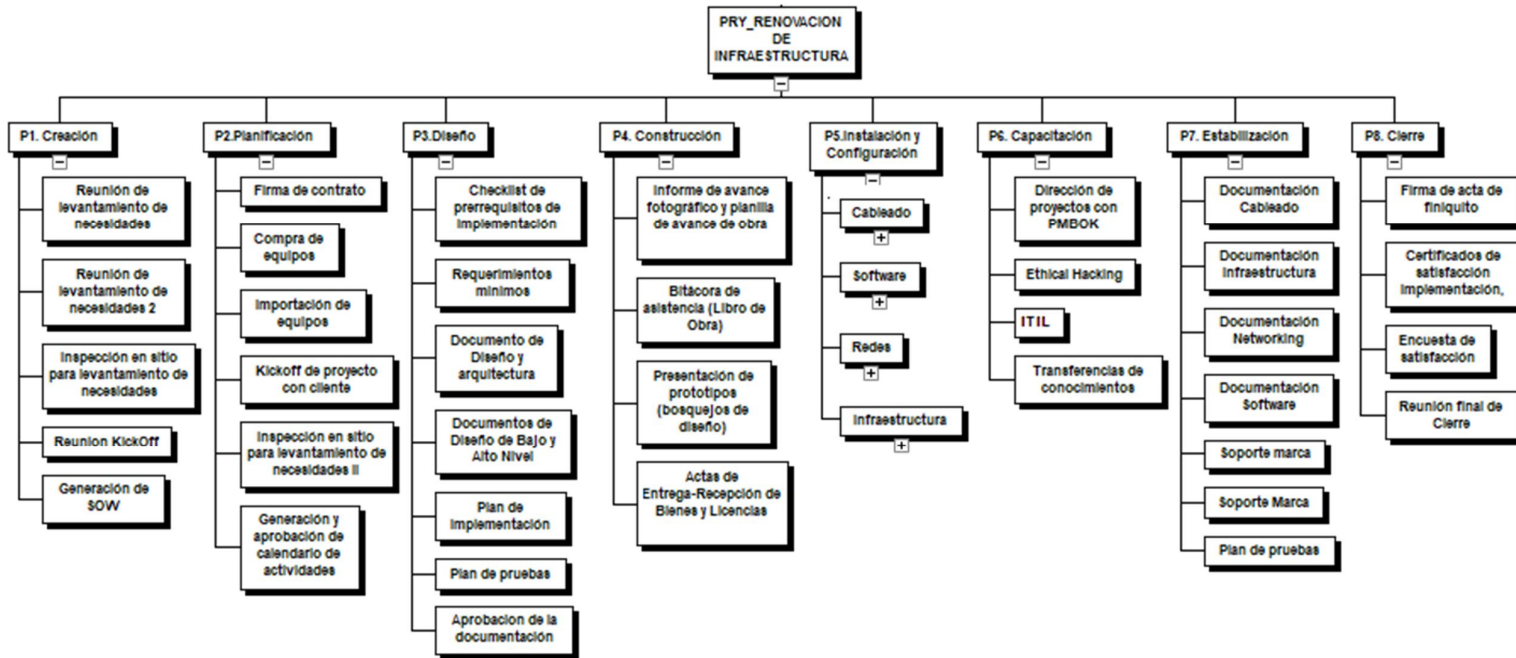 PRY_RENOVACION
DE
INFRAESTRUCTURA
P1. Creación
Reunión de
levantamiento de
necesidades
Reunión de
levantamiento de
necesidades 2
Inspección en sitio
para levantamiento de
necesidades
Reunion KickOff
Generación de
SOW
P2.Planificación
Firma de contrato
Compra de
equipos
Importación de
equipos
Kickoff de proyecto
con cliente
Inspección en sitio
para levantamiento de
necesidades II
Generación y
aprobación de
calendario de
actividades
P3.Diseño
Checklist de
prerrequisitos de
implementación
Requerimientos
minimos
Documento de
Diseño y
arquitectura
Documentos de
Diseño de Bajo y
Alto Nivel
Plan de
implementación
Plan de pruebas
Aprobacion de la
documentación
P4. Construcción
Informe de avance
fotográfico y planilla
de avance de obra
Bitácora de
asistencia (Libro de
Obra)
Presentación de
prototipos
(bosquejos de
diseño)
Actas de
Entrega-Recepción de
Bienes y Licencias
P5.Instalación y
Configuración
Cableado
Software
Redes
Infraestructura
P6. Capacitación
Dirección de
proyectos con
PMBOK
Ethical Hacking
ITIL
Transferencias de
conocimientos
P7. Estabilización
Documentación
Cableado
Documentación
Infraestructura
Documentación
Networking
Documentación
Software
Soporte marca
Soporte Marca
Plan de pruebas
P8. Cierre
Firma de acta de
finiquito
Certificados de
satisfacción
implementación,
Encuesta de
satisfacción
Reunión final de
Cierre